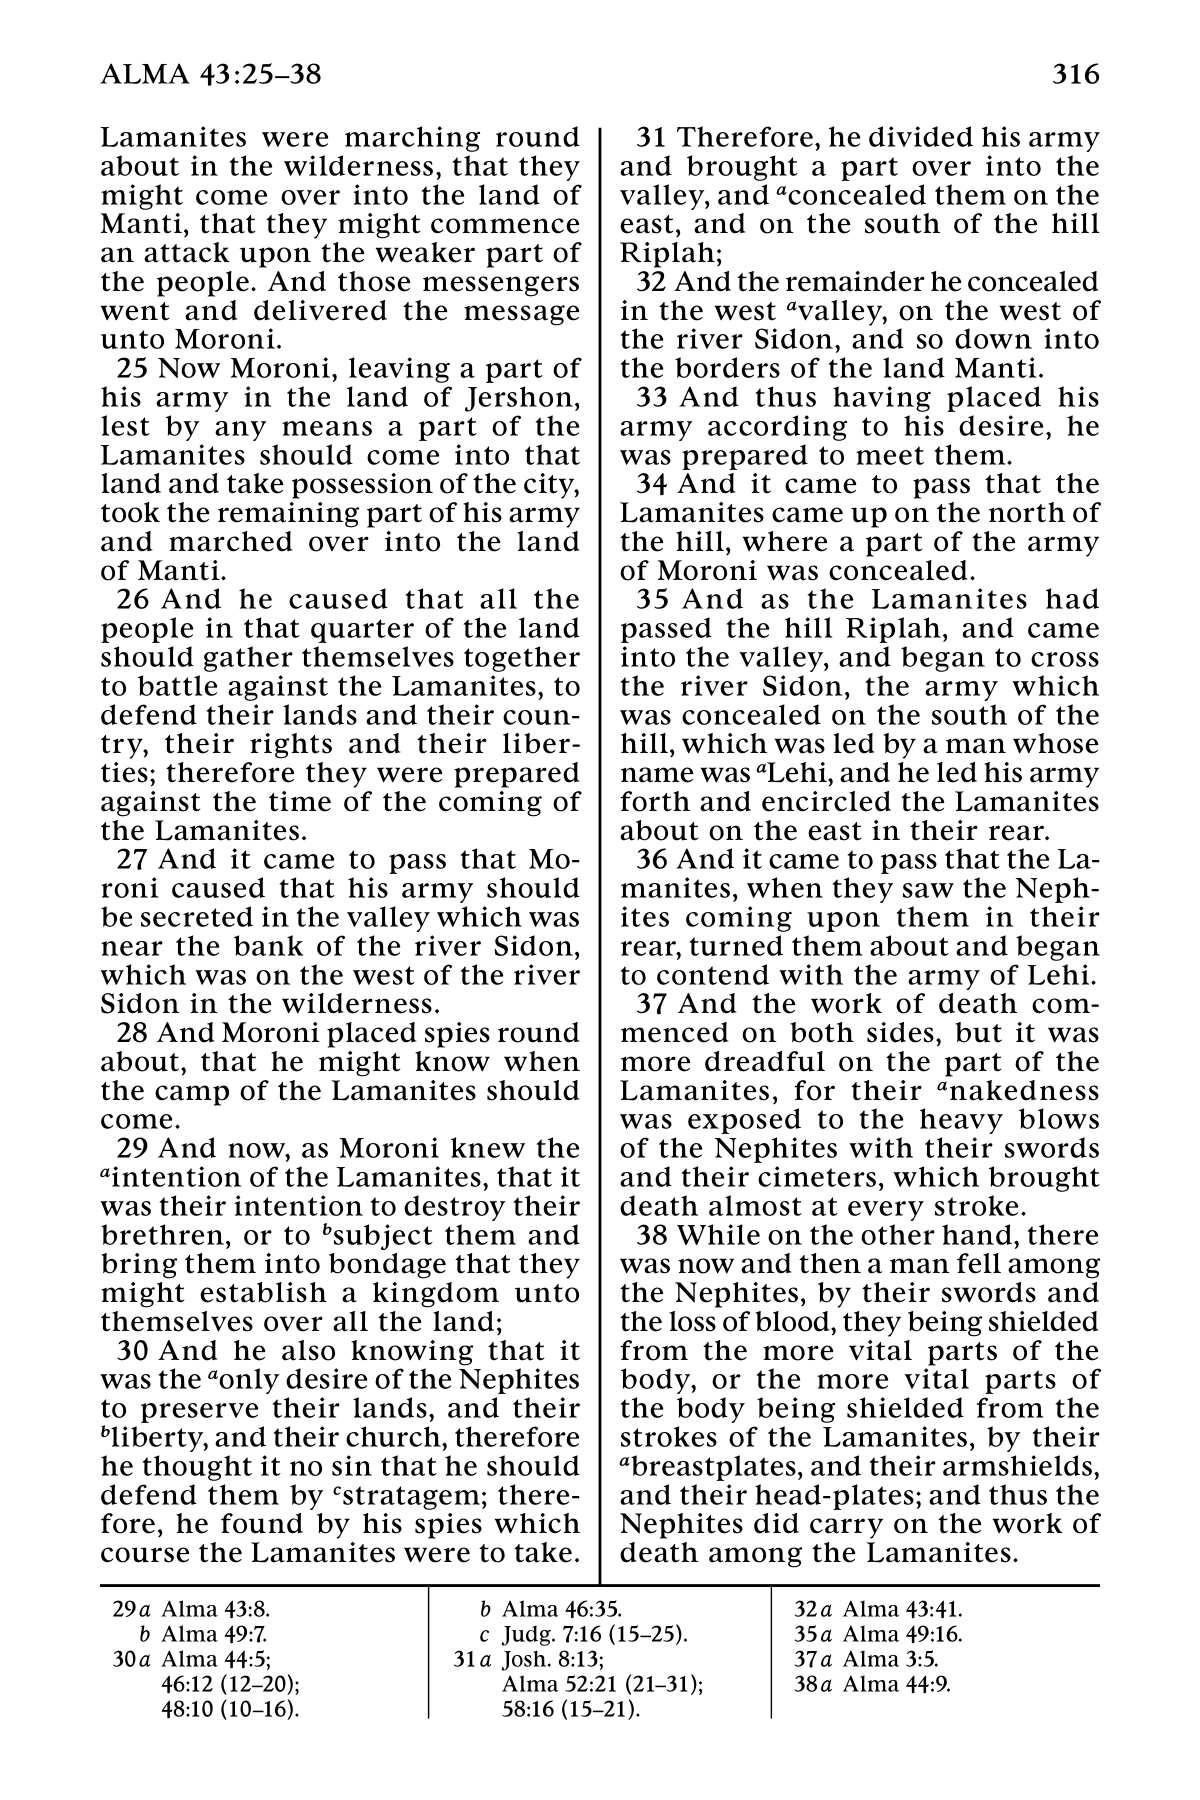 ALMA 43:25–38
316
Lamanites were marching round
about in the wilderness, that they
might come over into the land of
Manti, that they might commence
an attack upon the weaker part of
the people. And those messengers
went and delivered the message
unto Moroni.
25 Now Moroni, leaving a part of
his army in the land of Jershon,
lest by any means a part of the
Lamanites should come into that
land and take possession of the city,
took the remaining part of his army
and marched over into the land
of Manti.
26 And he caused that all the
people in that quarter of the land
should gather themselves together
to battle against the Lamanites, to
defend their lands and their coun-
try, their rights and their liber-
ties; therefore they were prepared
against the time of the coming of
the Lamanites.
27 And it came to pass that Mo-
roni caused that his army should
be secreted in the valley which was
near the bank of the river Sidon,
which was on the west of the river
Sidon in the wilderness.
28 And Moroni placed spies round
about, that he might know when
the camp of the Lamanites should
come.
29 And now, as Moroni knew the
aintention of the Lamanites, that it
was their intention to destroy their
brethren, or to bsubject them and
bring them into bondage that they
might establish a kingdom unto
themselves over all the land;
30 And he also knowing that it
was the aonly desire of the Nephites
to preserve their lands, and their
bliberty, and their church, therefore
he thought it no sin that he should
defend them by cstratagem; there-
fore, he found by his spies which
course the Lamanites were to take.
31 Therefore, he divided his army
and brought a part over into the
valley, and aconcealed them on the
east, and on the south of the hill
Riplah;
32 And the remainder he concealed
in the west avalley, on the west of
the river Sidon, and so down into
the borders of the land Manti.
33 And thus having placed his
army according to his desire, he
was prepared to meet them.
34 And it came to pass that the
Lamanites came up on the north of
the hill, where a part of the army
of Moroni was concealed.
35 And as the Lamanites had
passed the hill Riplah, and came
into the valley, and began to cross
the river Sidon, the army which
was concealed on the south of the
hill, which was led by a man whose
name was aLehi, and he led his army
forth and encircled the Lamanites
about on the east in their rear.
36 And it came to pass that the La-
manites, when they saw the Neph-
ites coming upon them in their
rear, turned them about and began
to contend with the army of Lehi.
37 And the work of death com-
menced on both sides, but it was
more dreadful on the part of the
Lamanites, for their anakedness
was exposed to the heavy blows
of the Nephites with their swords
and their cimeters, which brought
death almost at every stroke.
38 While on the other hand, there
was now and then a man fell among
the Nephites, by their swords and
the loss of blood, they being shielded
from the more vital parts of the
body, or the more vital parts of
the body being shielded from the
strokes of the Lamanites, by their
abreastplates, and their armshields,
and their head-plates; and thus the
Nephites did carry on the work of
death among the Lamanites.
29a Alma 43:8.
b Alma 49:7.
30a Alma 44:5;
46:12 (12–20);
48:10 (10–16).
b Alma 46:35.
c Judg. 7:16 (15–25).
31a Josh. 8:13;
Alma 52:21 (21–31);
58:16 (15–21).
32a Alma 43:41.
35a Alma 49:16.
37a Alma 3:5.
38a Alma 44:9.